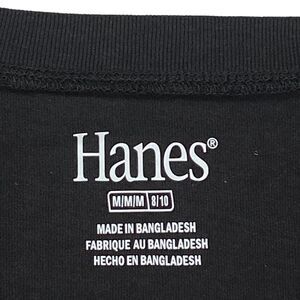 Hanes®
M/M/M 8/10
MADE IN BANGLADESH
FABRIQUE AU BANGLADESH
HECHO EN BANGLADESH